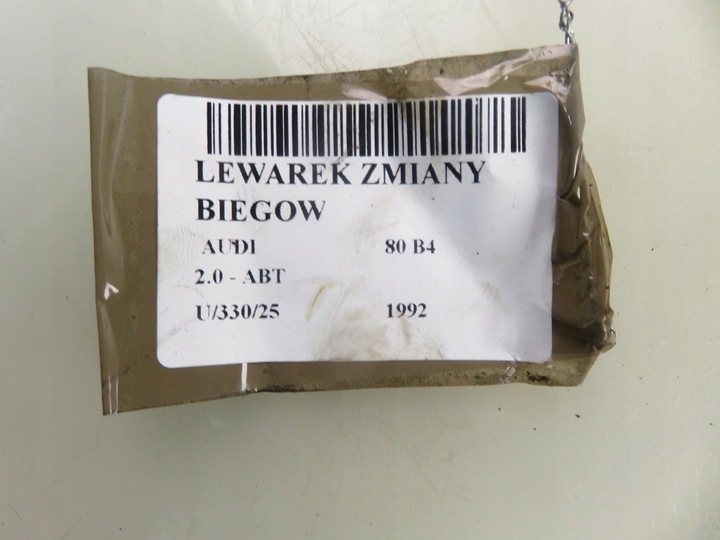 LEWAREK ZMIANY
BIEGOW
AUDI 80 B4
2.0 - ABT
U/330/25 1992